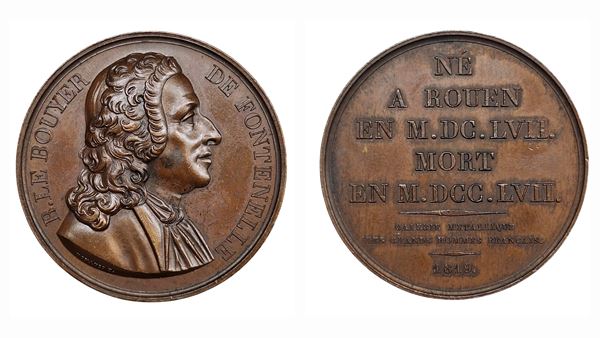 B. LE BOUYER DE FONTENELLE
NÉ
A ROUEN
EN M.DC.LVII.
MORT
EN M.DCC.LVII.
GALERIE METALLIQUE
DES GRANDS HOMMES FRANÇAIS.
1819.